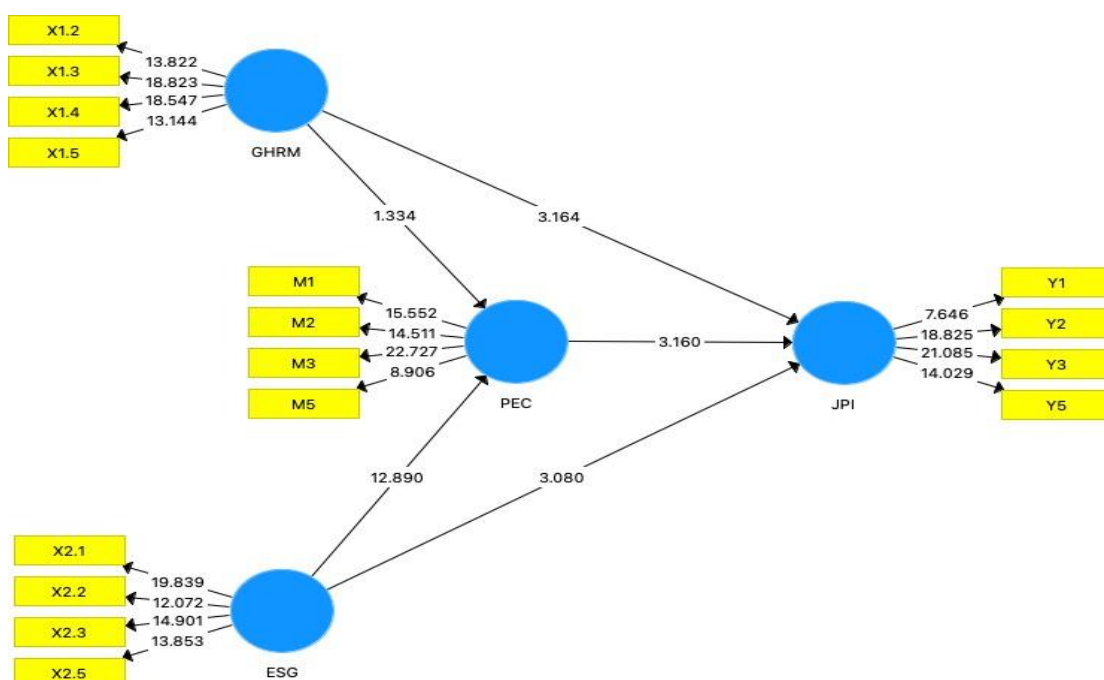 X1.2
X1.3
X1.4
X1.5
13.822
18.823
18.547
13.144
GHRM
1.334
3.164
M1
M2
M3
M5
15.552
14.511
22.727
8.906
PEC
3.160
7.646
18.825
21.085
14.029
JPI
Y1
Y2
Y3
Y5
12.890
3.080
X2.1
X2.2
X2.3
X2.5
19.839
12.072
14.901
13.853
ESG